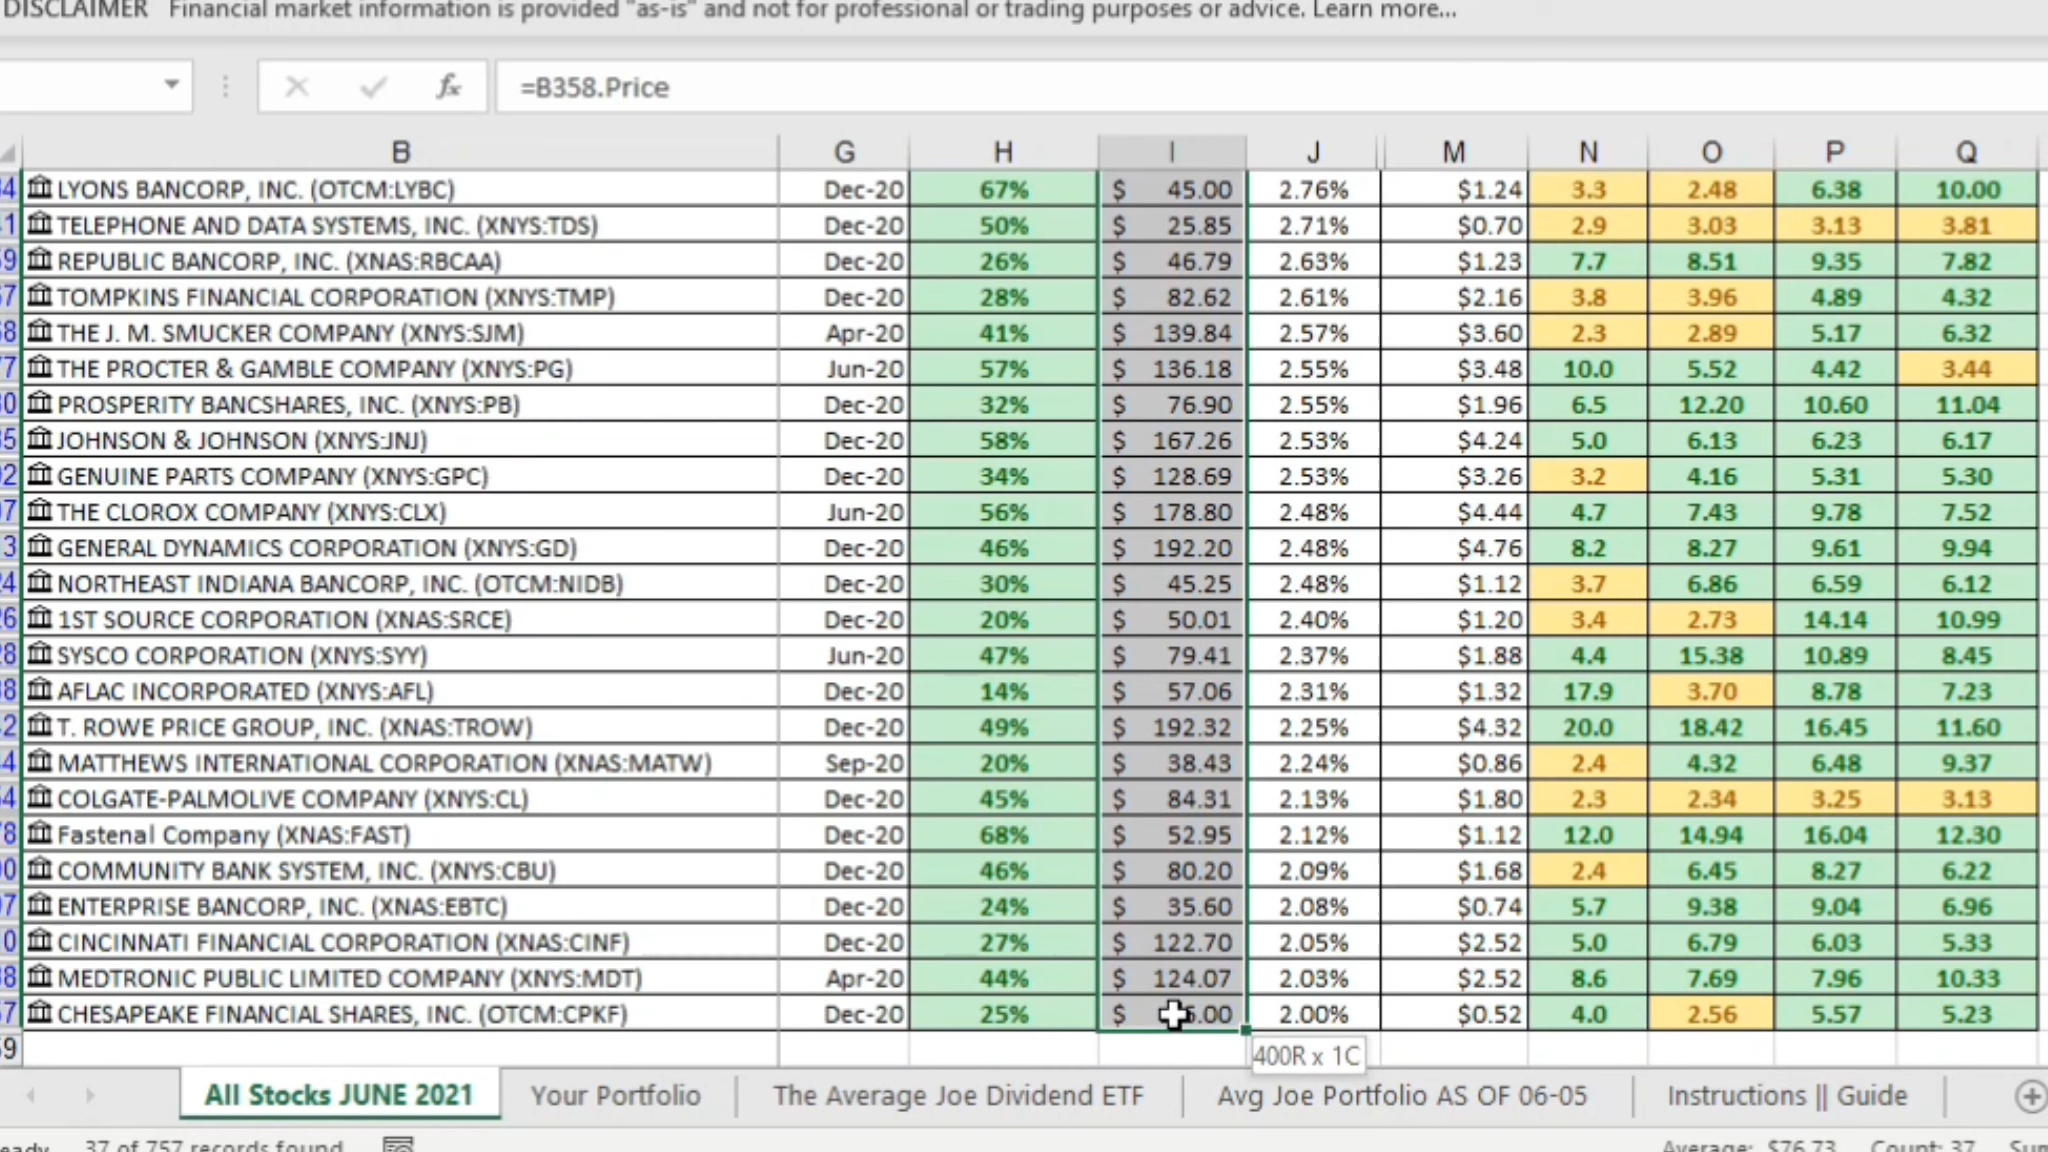 DISCLAIMER Financial market information is provided "as-is" and not for professional or trading purposes or advice. Learn more...
fx =B358.Price
B G H I J M N O P Q
34 LYONS BANCORP, INC. (OTCM:LYBC) Dec-20 67% $ 45.00 2.76% $1.24 3.3 2.48 6.38 10.00
41 TELEPHONE AND DATA SYSTEMS, INC. (XNYS:TDS) Dec-20 50% $ 25.85 2.71% $0.70 2.9 3.03 3.13 3.81
59 REPUBLIC BANCORP, INC. (XNAS:RBCAA) Dec-20 26% $ 46.79 2.63% $1.23 7.7 8.51 9.35 7.82
67 TOMPKINS FINANCIAL CORPORATION (XNYS:TMP) Dec-20 28% $ 82.62 2.61% $2.16 3.8 3.96 4.89 4.32
68 THE J. M. SMUCKER COMPANY (XNYS:SJM) Apr-20 41% $ 139.84 2.57% $3.60 2.3 2.89 5.17 6.32
77 THE PROCTER & GAMBLE COMPANY (XNYS:PG) Jun-20 57% $ 136.18 2.55% $3.48 10.0 5.52 4.42 3.44
80 PROSPERITY BANCSHARES, INC. (XNYS:PB) Dec-20 32% $ 76.90 2.55% $1.96 6.5 12.20 10.60 11.04
85 JOHNSON & JOHNSON (XNYS:JNJ) Dec-20 58% $ 167.26 2.53% $4.24 5.0 6.13 6.23 6.17
92 GENUINE PARTS COMPANY (XNYS:GPC) Dec-20 34% $ 128.69 2.53% $3.26 3.2 4.16 5.31 5.30
97 THE CLOROX COMPANY (XNYS:CLX) Jun-20 56% $ 178.80 2.48% $4.44 4.7 7.43 9.78 7.52
3 GENERAL DYNAMICS CORPORATION (XNYS:GD) Dec-20 46% $ 192.20 2.48% $4.76 8.2 8.27 9.61 9.94
24 NORTHEAST INDIANA BANCORP, INC. (OTCM:NIDB) Dec-20 30% $ 45.25 2.48% $1.12 3.7 6.86 6.59 6.12
26 1ST SOURCE CORPORATION (XNAS:SRCE) Dec-20 20% $ 50.01 2.40% $1.20 3.4 2.73 14.14 10.99
28 SYSCO CORPORATION (XNYS:SYY) Jun-20 47% $ 79.41 2.37% $1.88 4.4 15.38 10.89 8.45
38 AFLAC INCORPORATED (XNYS:AFL) Dec-20 14% $ 57.06 2.31% $1.32 17.9 3.70 8.78 7.23
42 T. ROWE PRICE GROUP, INC. (XNAS:TROW) Dec-20 49% $ 192.32 2.25% $4.32 20.0 18.42 16.45 11.60
44 MATTHEWS INTERNATIONAL CORPORATION (XNAS:MATW) Sep-20 20% $ 38.43 2.24% $0.86 2.4 4.32 6.48 9.37
54 COLGATE-PALMOLIVE COMPANY (XNYS:CL) Dec-20 45% $ 84.31 2.13% $1.80 2.3 2.34 3.25 3.13
78 Fastenal Company (XNAS:FAST) Dec-20 68% $ 52.95 2.12% $1.12 12.0 14.94 16.04 12.30
90 COMMUNITY BANK SYSTEM, INC. (XNYS:CBU) Dec-20 46% $ 80.20 2.09% $1.68 2.4 6.45 8.27 6.22
97 ENTERPRISE BANCORP, INC. (XNAS:EBTC) Dec-20 24% $ 35.60 2.08% $0.74 5.7 9.38 9.04 6.96
0 CINCINNATI FINANCIAL CORPORATION (XNAS:CINF) Dec-20 27% $ 122.70 2.05% $2.52 5.0 6.79 6.03 5.33
38 MEDTRONIC PUBLIC LIMITED COMPANY (XNYS:MDT) Apr-20 44% $ 124.07 2.03% $2.52 8.6 7.69 7.96 10.33
57 CHESAPEAKE FINANCIAL SHARES, INC. (OTCM:CPKF) Dec-20 25% $ .00 2.00% $0.52 4.0 2.56 5.57 5.23
59
400R x 1C
All Stocks JUNE 2021 Your Portfolio The Average Joe Dividend ETF Avg Joe Portfolio AS OF 06-05 Instructions || Guide
37 of 757 records found Average: $76.73 Count: 37